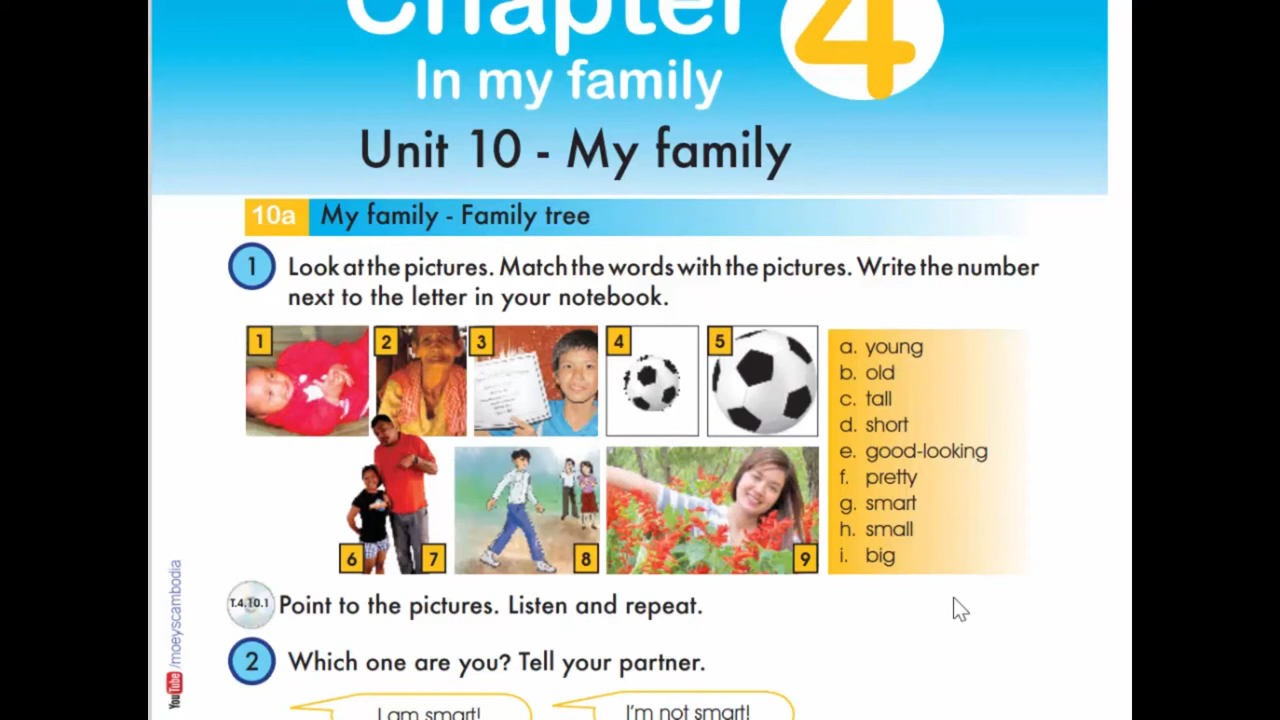 Chapter 4
In my family
Unit 10 - My family
10a My family - Family tree
1 Look at the pictures. Match the words with the pictures. Write the number
next to the letter in your notebook.
1 2 3 4 5
6 7 8 9
a. young
b. old
c. tall
d. short
e. good-looking
f. pretty
g. smart
h. small
i. big
T.4.10.1 Point to the pictures. Listen and repeat.
2 Which one are you? Tell your partner.
I am smart!
I'm not smart!
YouTube /moeyscambodia